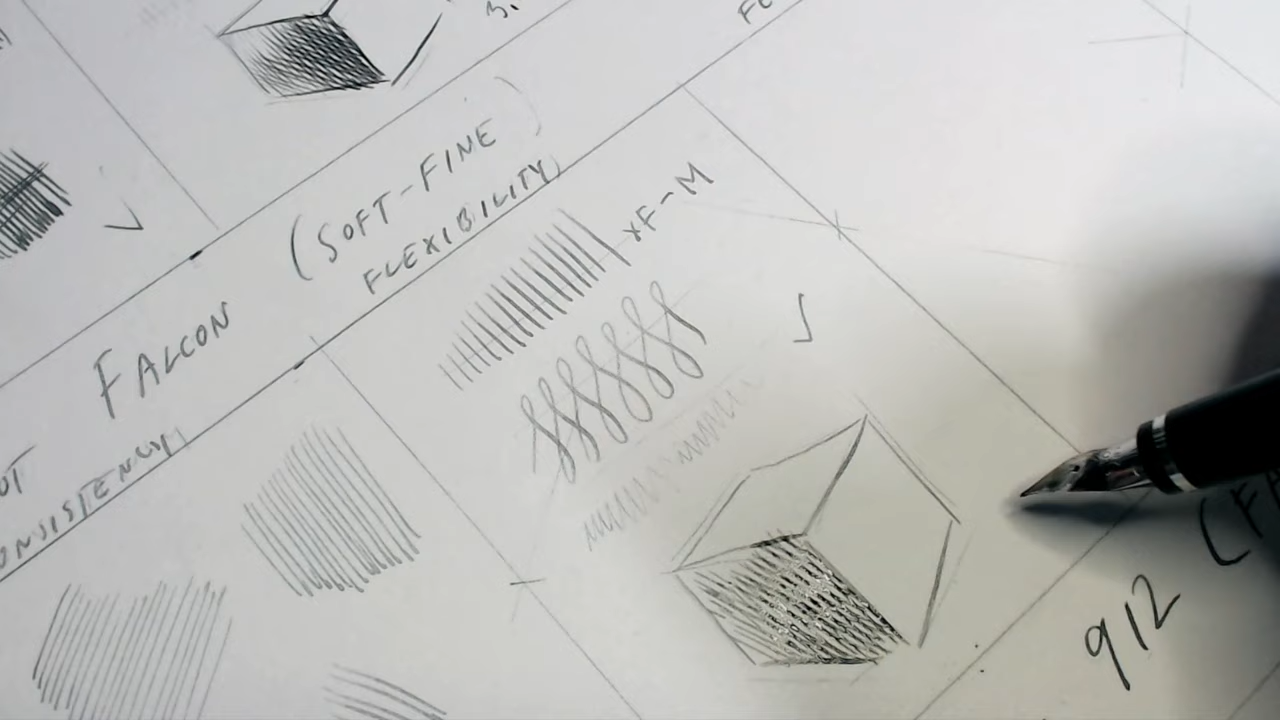 FALCON (SOFT-FINE
FLEXIBILITY)
XF-M
ONSISTENCY
912